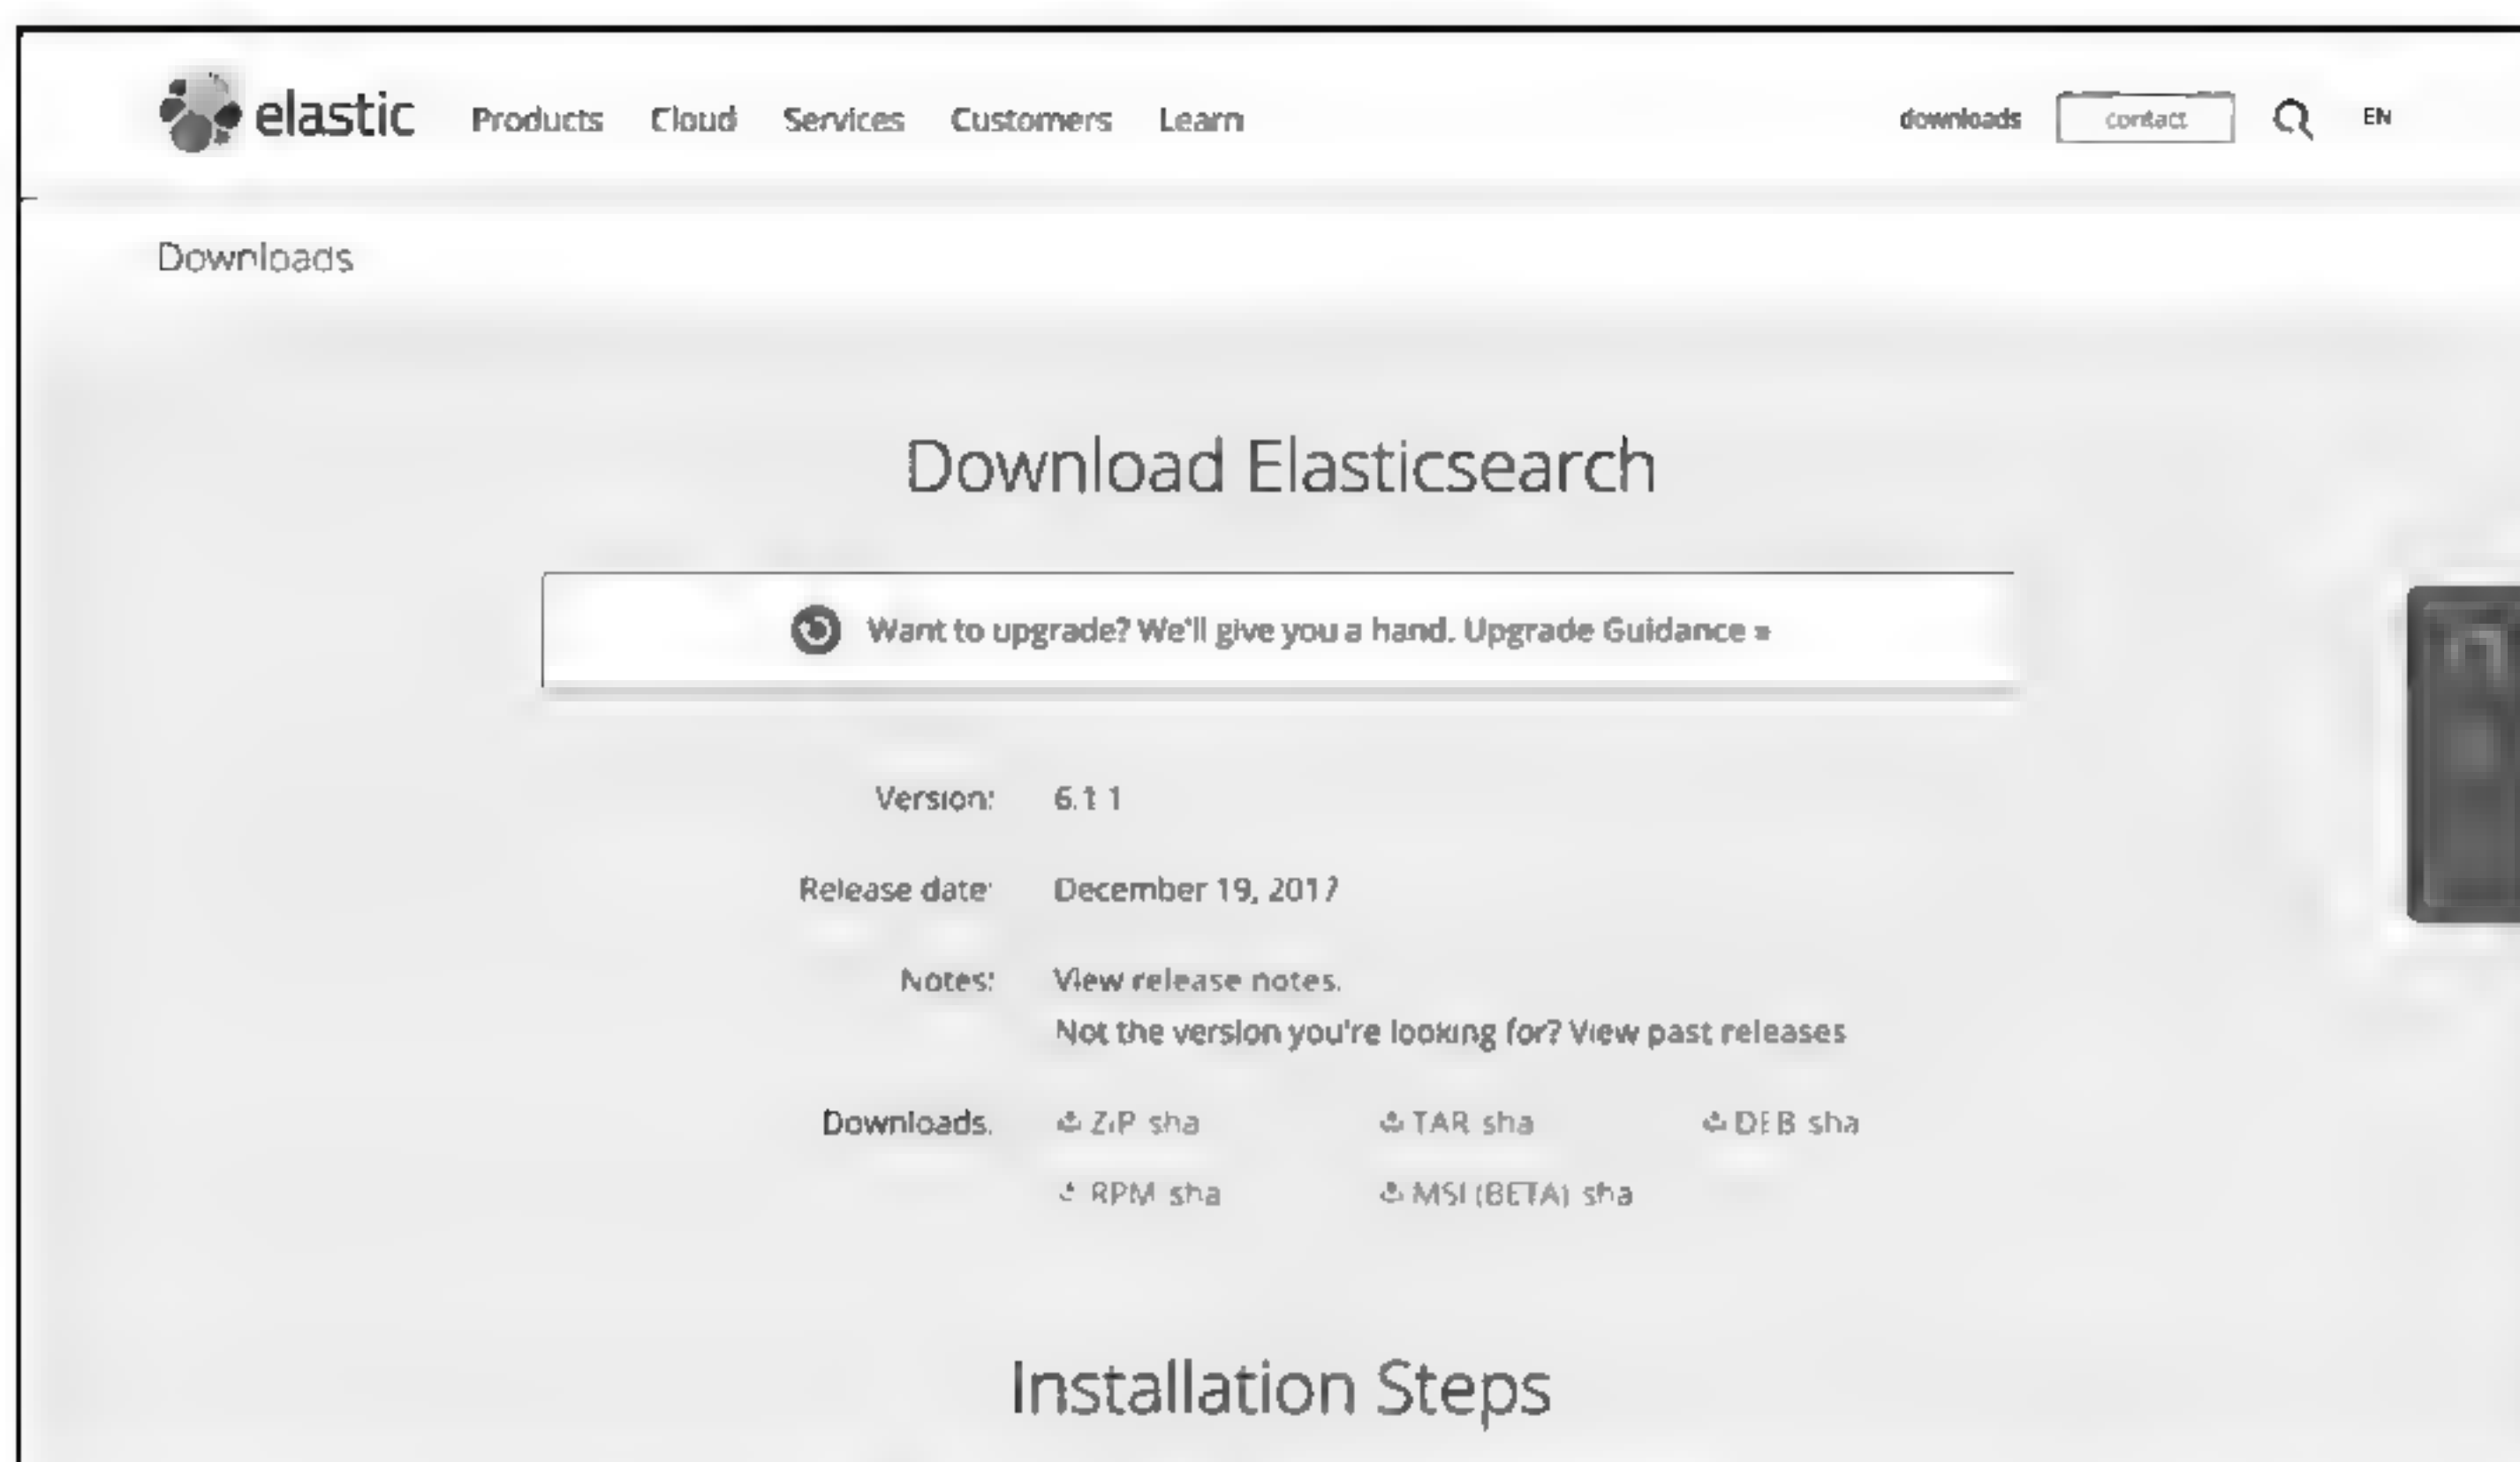 elastic Products Cloud Services Customers Learn downloads contact EN
Downloads
Download Elasticsearch
Want to upgrade? We'll give you a hand. Upgrade Guidance »
Version: 6.1.1
Release date: December 19, 2017
Notes: View release notes.
Not the version you're looking for? View past releases
Downloads: ZIP sha TAR sha DEB sha
RPM sha MSI (BETA) sha
Installation Steps